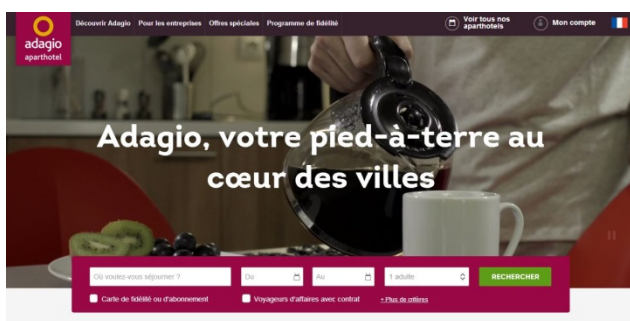 Découvrir Adagio Pour les entreprises Offres spéciales Programme de fidélité
Voir tous nos
aparthotels
Mon compte
adagio
aparthotel
Adagio, votre pied-à-terre au
cœur des villes
Où voulez-vous séjourner ?
De
Au
1 adulte
RECHERCHER
Carte de fidélité ou d'abonnement
Voyageurs d'affaires avec contrat
+ Plus de critères